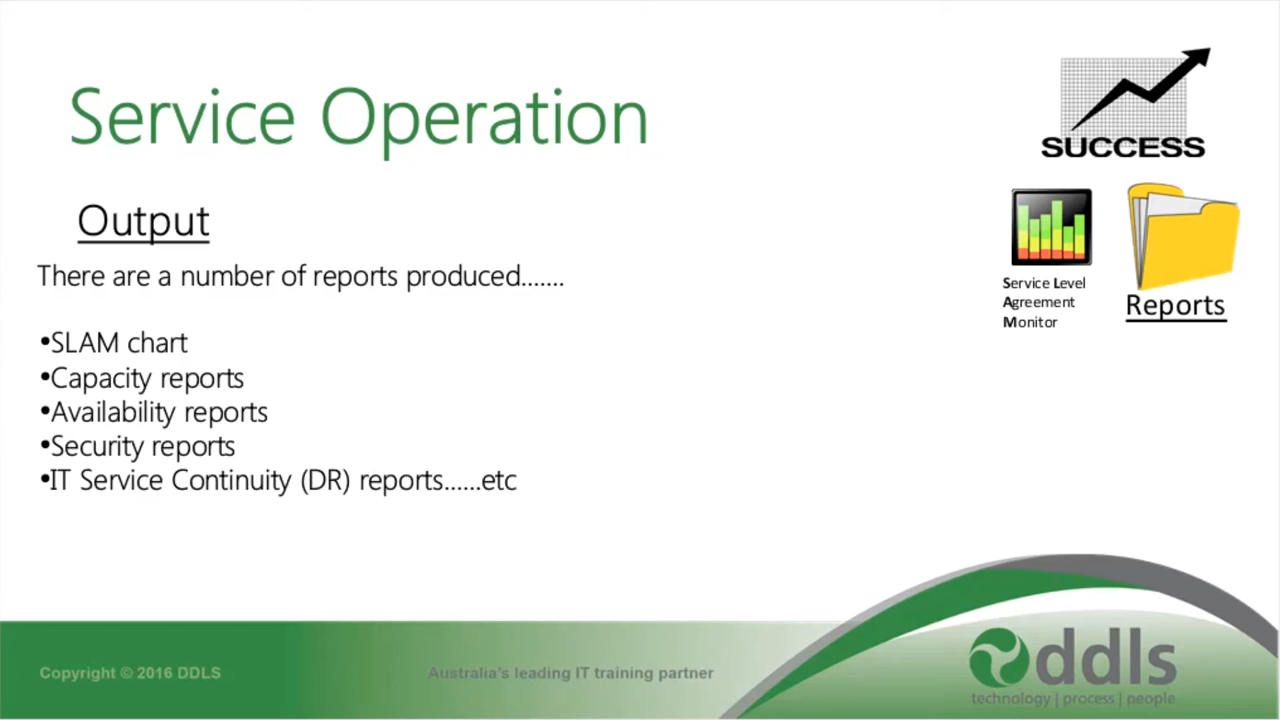 Service Operation
SUCCESS
Output
There are a number of reports produced.......
•SLAM chart
•Capacity reports
•Availability reports
•Security reports
•IT Service Continuity (DR) reports......etc
Service Level
Agreement
Monitor
Reports
Copyright © 2016 DDLS
Australia's leading IT training partner
ddls
technology | process | people